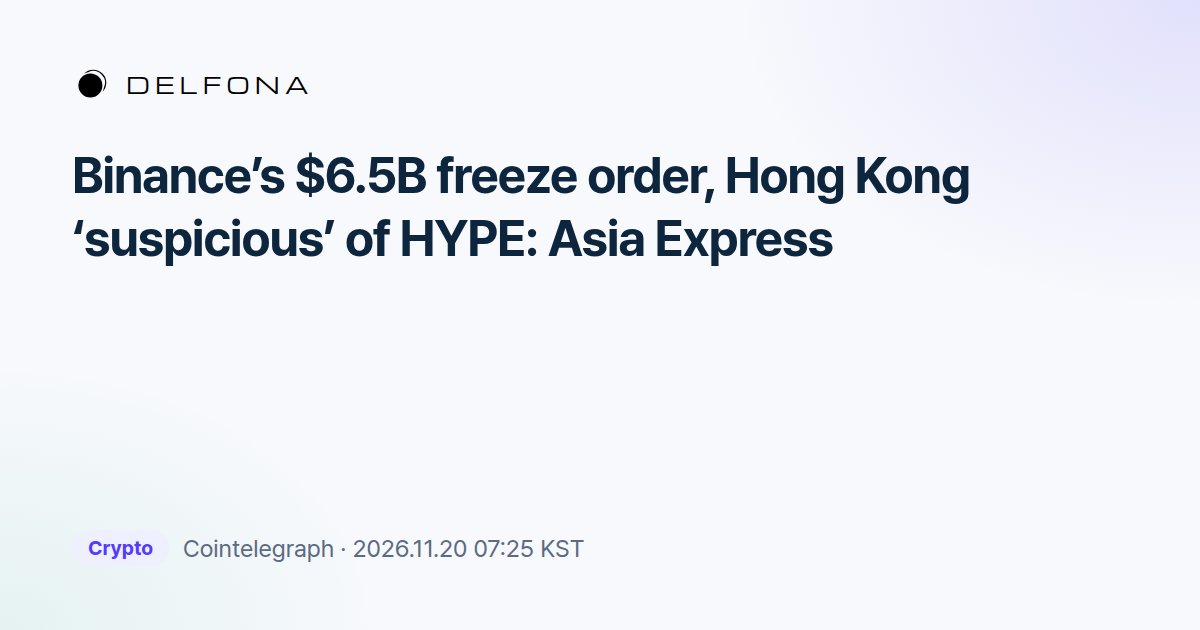 DELFONA
Binance’s $6.5B freeze order, Hong Kong
‘suspicious’ of HYPE: Asia Express
Crypto Cointelegraph · 2026.11.20 07:25 KST